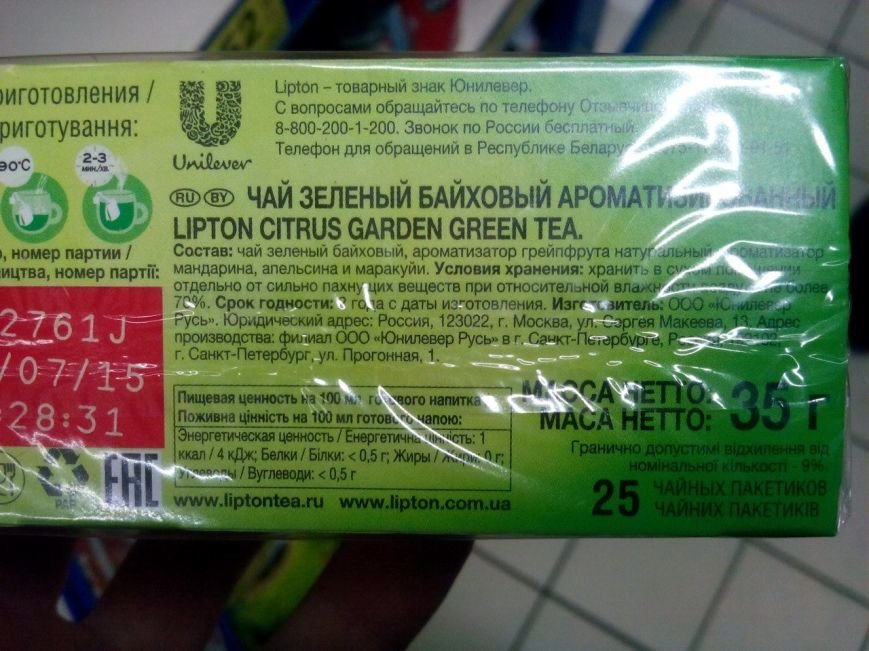 риготовления /
риготування:
90°C
2-3
мин/хв.
Unilever
Lipton – товарный знак Юнилевер.
С вопросами обращайтесь по телефону
8-800-200-1-200. Звонок по России бесплатный.
Телефон для обращений в Республике Беларусь
RU BY ЧАЙ ЗЕЛЕНЫЙ БАЙХОВЫЙ АРОМАТИЗИРОВАННЫЙ
LIPTON CITRUS GARDEN GREEN TEA.
Состав: чай зеленый байховый, ароматизатор грейпфрута натуральный, ароматизатор
мандарина, апельсина и маракуйи. Условия хранения: хранить в сухом помещении
отдельно от сильно пахнущих веществ при относительной влажности воздуха не более
70%. Срок годности: года с даты изготовления. Изготовитель: ООО «Юнилевер
Русь». Юридический адрес: Россия, 123022, г. Москва, ул. Сергея Макеева, 13. Адрес
производства: филиал ООО «Юнилевер Русь» в г. Санкт-Петербурге,
г. Санкт-Петербург, ул. Прогонная, 1.
о, номер партии /
ництва, номер партії:
2761J
/07/15
:28:31
PAP
EAC
Пищевая ценность на 100 мл готового напитка
Поживна цінність на 100 мл готового напою:
Энергетическая ценность / Енергетична цінність: 1
ккал / 4 кДж; Белки / Білки: < 0,5 г; Жиры / Жири: 0 г;
Углеводы / Вуглеводи: < 0,5 г
www.liptontea.ru www.lipton.com.ua
МАССА НЕТТО:
МАСА НЕТТО: 35 г
Гранично допустимі відхилення від
номінальної кількості - 9%
25 ЧАЙНЫХ ПАКЕТИКОВ
ЧАЙНИХ ПАКЕТИКІВ